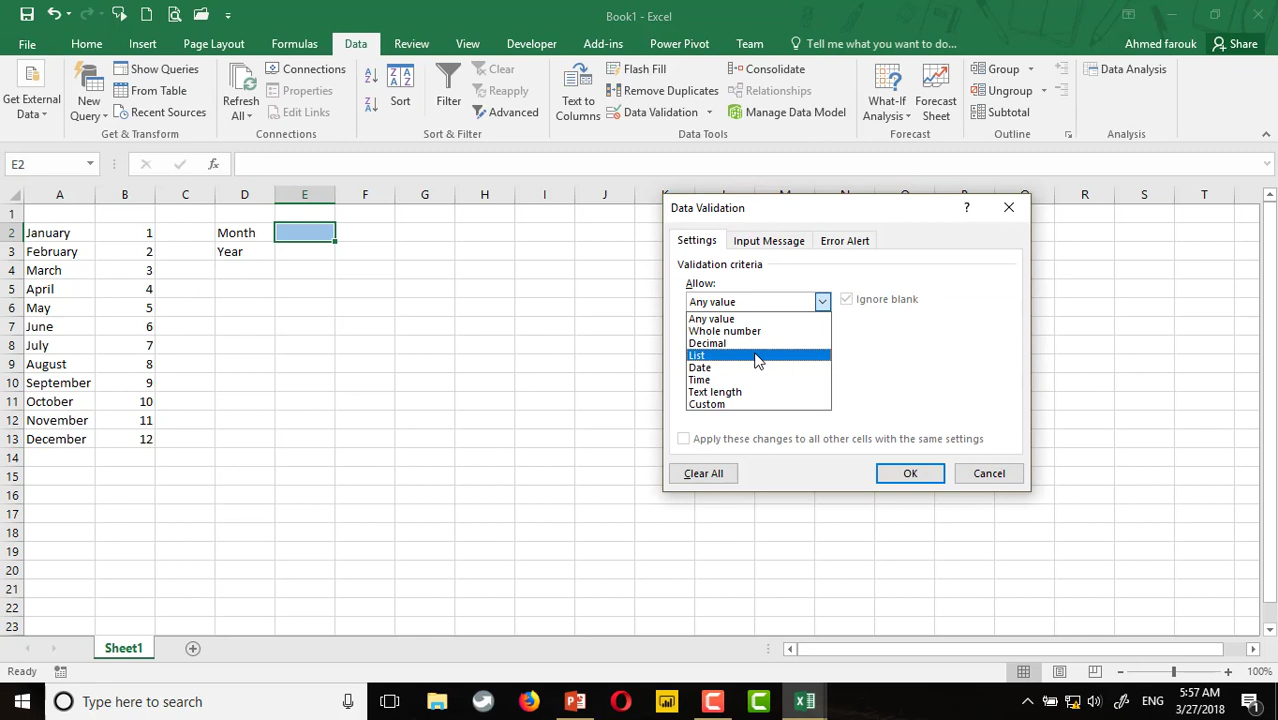 Book1 - Excel
File Home Insert Page Layout Formulas Data Review View Developer Add-ins Power Pivot Team Tell me what you want to do... Ahmed farouk Share
Get External Data
New Query
Show Queries
From Table
Recent Sources
Get & Transform
Refresh All
Connections
Properties
Edit Links
Connections
Sort
Filter
Clear
Reapply
Advanced
Sort & Filter
Text to Columns
Flash Fill
Remove Duplicates
Data Validation
Consolidate
Relationships
Manage Data Model
Data Tools
What-If Analysis
Forecast Sheet
Forecast
Group
Ungroup
Subtotal
Outline
Data Analysis
Analysis
E2 fx
A B C D E F G H I J K L M N O P Q R S T
1
2 January 1 Month
3 February 2 Year
4 March 3
5 April 4
6 May 5
7 June 6
8 July 7
9 August 8
10 September 9
11 October 10
12 November 11
13 December 12
14
15
16
17
18
19
20
21
22
23
Data Validation ?
Settings Input Message Error Alert
Validation criteria
Allow:
Any value Ignore blank
Any value
Whole number
Decimal
List
Date
Time
Text length
Custom
Apply these changes to all other cells with the same settings
Clear All OK Cancel
Sheet1
Ready 100%
Type here to search
ENG
5:57 AM
3/27/2018
1